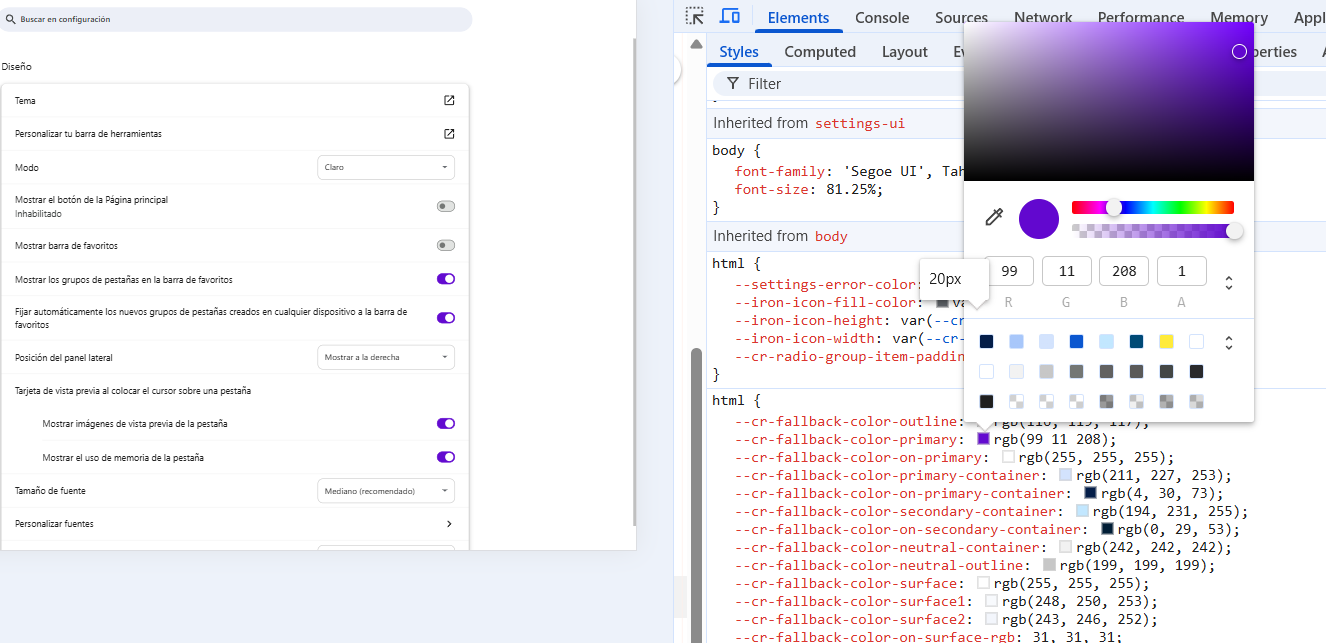 Buscar en configuración
Diseño
Tema
Personalizar tu barra de herramientas
Modo
Claro
Mostrar el botón de la Página principal
Inhabilitado
Mostrar barra de favoritos
Mostrar los grupos de pestañas en la barra de favoritos
Fijar automáticamente los nuevos grupos de pestañas creados en cualquier dispositivo a la barra de
favoritos
Posición del panel lateral
Mostrar a la derecha
Tarjeta de vista previa al colocar el cursor sobre una pestaña
Mostrar imágenes de vista previa de la pestaña
Mostrar el uso de memoria de la pestaña
Tamaño de fuente
Mediano (recomendado)
Personalizar fuentes
Elements Console Sources Network Performance Memory Appl
Styles Computed Layout Ev perties
Filter
Inherited from settings-ui
body {
font-family: 'Segoe UI', Tah
font-size: 81.25%;
}
Inherited from body
html {
--settings-error-color:
--iron-icon-fill-color: va
--iron-icon-height: var(--cr
--iron-icon-width: var(--cr-
--cr-radio-group-item-paddin
}
html {
--cr-fallback-color-outline: rgb(116, 119, 117);
--cr-fallback-color-primary: rgb(99 11 208);
--cr-fallback-color-on-primary: rgb(255, 255, 255);
--cr-fallback-color-primary-container: rgb(211, 227, 253);
--cr-fallback-color-on-primary-container: rgb(4, 30, 73);
--cr-fallback-color-secondary-container: rgb(194, 231, 255);
--cr-fallback-color-on-secondary-container: rgb(0, 29, 53);
--cr-fallback-color-neutral-container: rgb(242, 242, 242);
--cr-fallback-color-neutral-outline: rgb(199, 199, 199);
--cr-fallback-color-surface: rgb(255, 255, 255);
--cr-fallback-color-surface1: rgb(248, 250, 253);
--cr-fallback-color-surface2: rgb(243, 246, 252);
--cr-fallback-color-on-surface-rgb: 31, 31, 31;
20px
99 11 208 1
R G B A